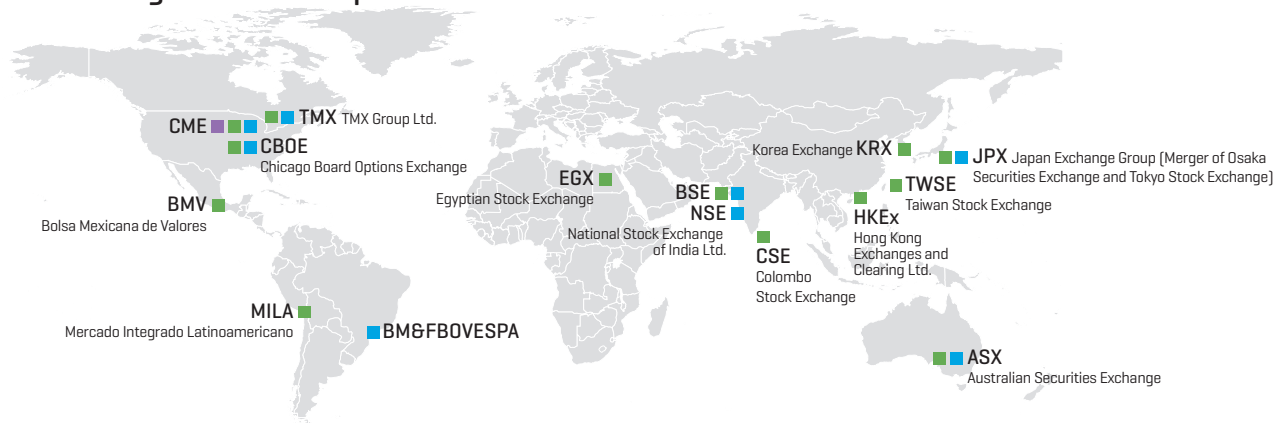 TMX TMX Group Ltd.
CME
CBOE
Chicago Board Options Exchange
Korea Exchange KRX
JPX Japan Exchange Group (Merger of Osaka
Securities Exchange and Tokyo Stock Exchange)
EGX
Egyptian Stock Exchange
BSE
NSE
National Stock Exchange
of India Ltd.
TWSE
Taiwan Stock Exchange
BMV
Bolsa Mexicana de Valores
HKEx
Hong Kong
Exchanges and
Clearing Ltd.
CSE
Colombo
Stock Exchange
MILA
Mercado Integrado Latinoamericano
BM&FBOVESPA
ASX
Australian Securities Exchange